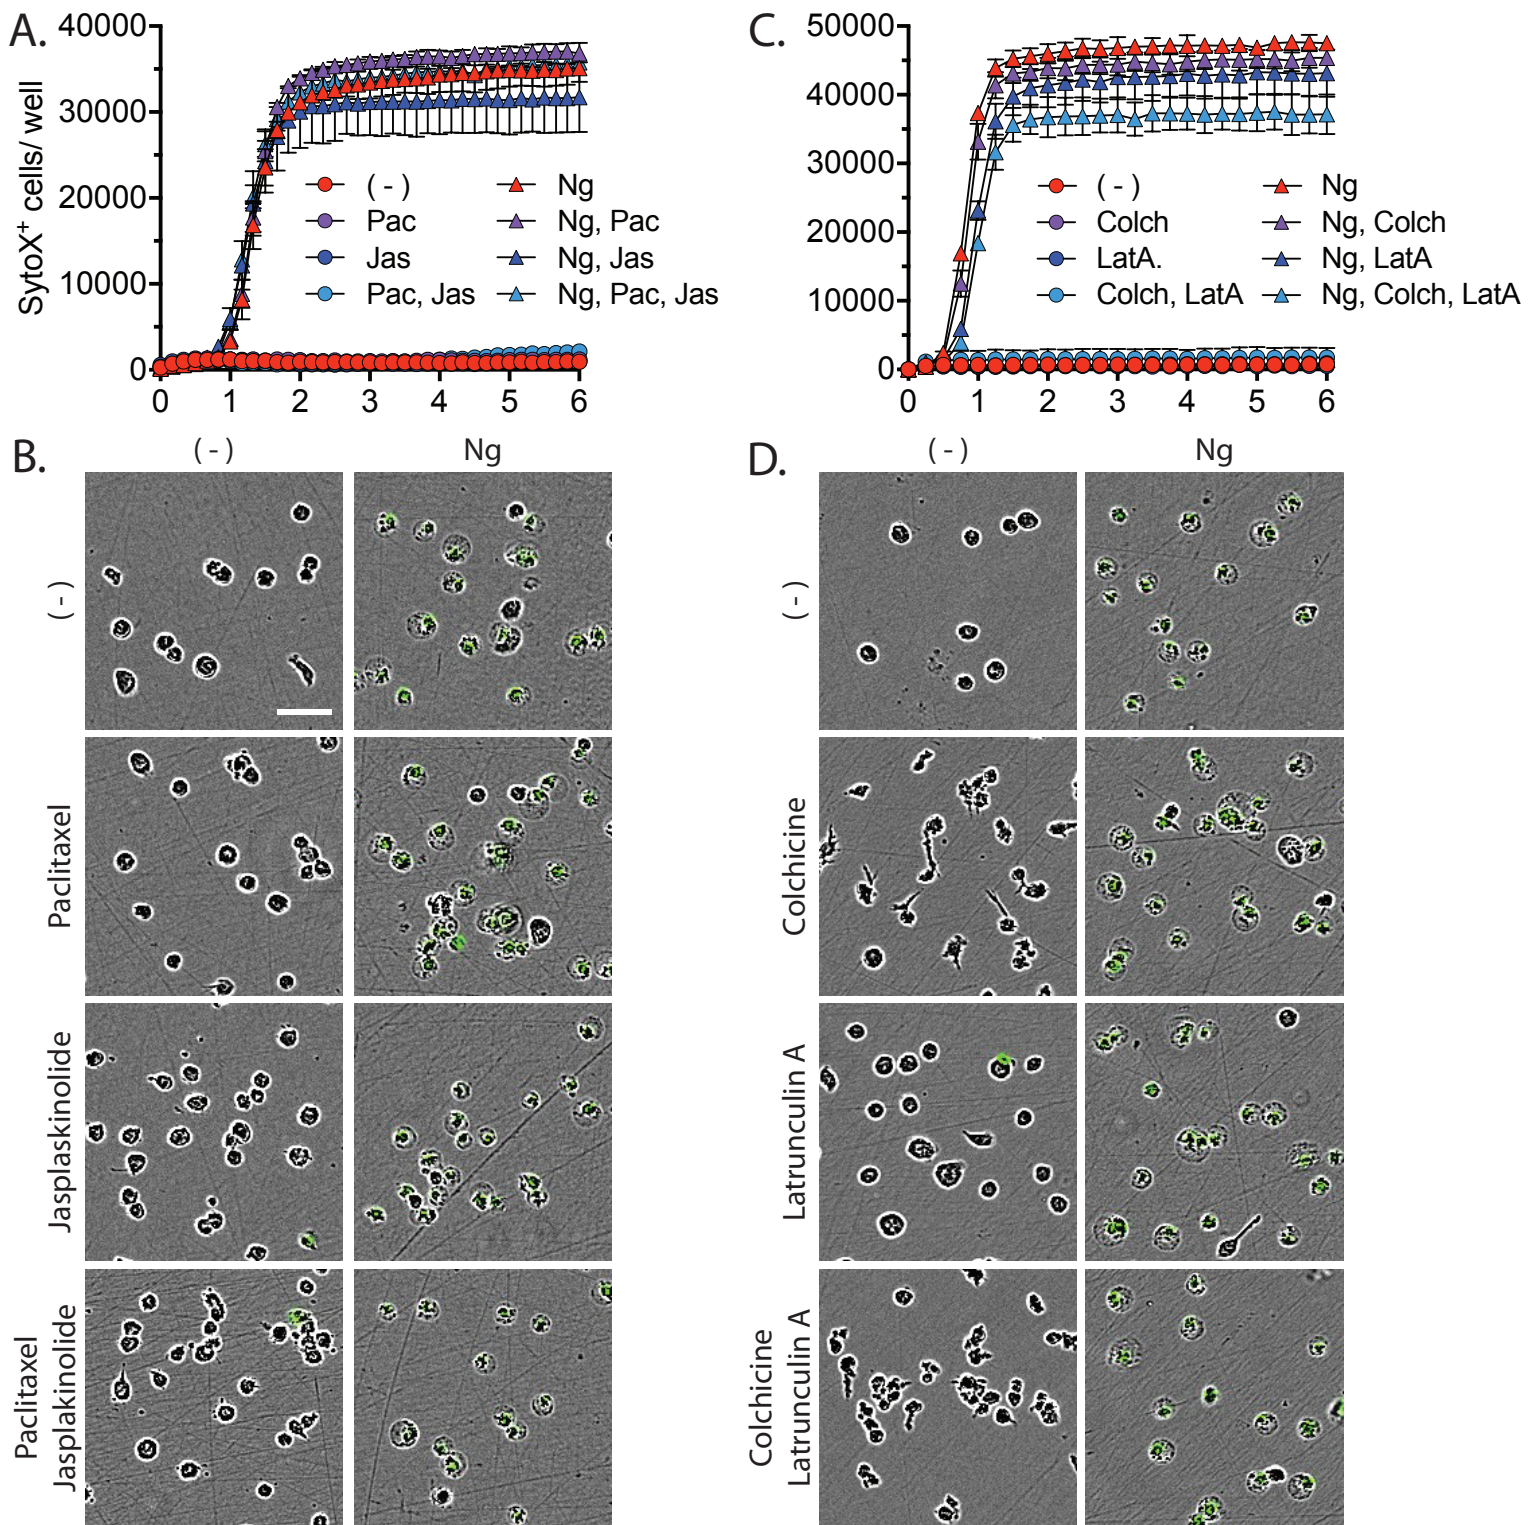 A.
SytoX+ cells/ well
40000
30000
20000
10000
0
0 1 2 3 4 5 6
( - ) Ng
Pac Ng, Pac
Jas Ng, Jas
Pac, Jas Ng, Pac, Jas
C.
50000
40000
30000
20000
10000
0
0 1 2 3 4 5 6
( - ) Ng
Colch Ng, Colch
LatA. Ng, LatA
Colch, LatA Ng, Colch, LatA
B.
( - ) Ng
( - )
Paclitaxel
Jasplaskinolide
Paclitaxel
Jasplakinolide
D.
( - ) Ng
( - )
Colchicine
Latrunculin A
Colchicine
Latrunculin A